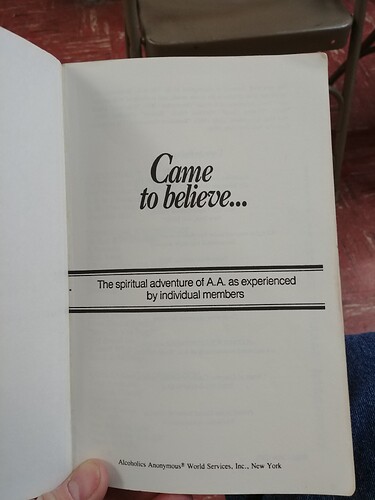 Came
to believe...
The spiritual adventure of A.A. as experienced
by individual members
Alcoholics Anonymous® World Services, Inc., New York